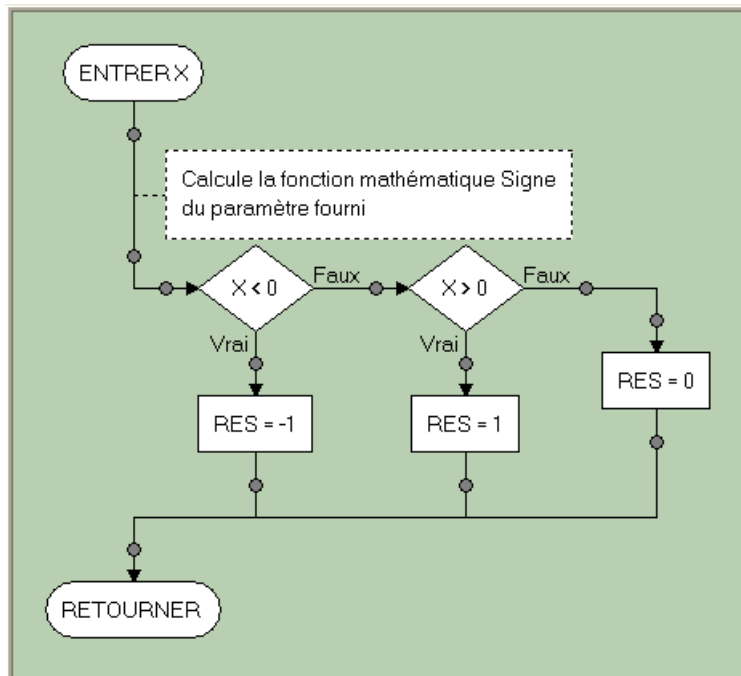 ENTRER X
Calcule la fonction mathématique Signe
du paramètre fourni
X < 0
Faux
X > 0
Faux
Vrai
Vrai
RES = 0
RES = -1
RES = 1
RETOURNER